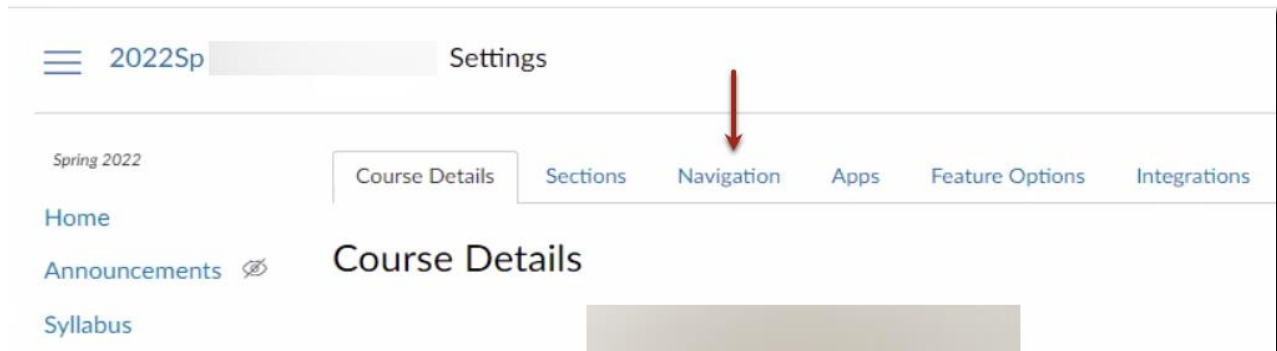 2022Sp Settings
Spring 2022
Course Details Sections Navigation Apps Feature Options Integrations
Home
Announcements
Syllabus
Course Details